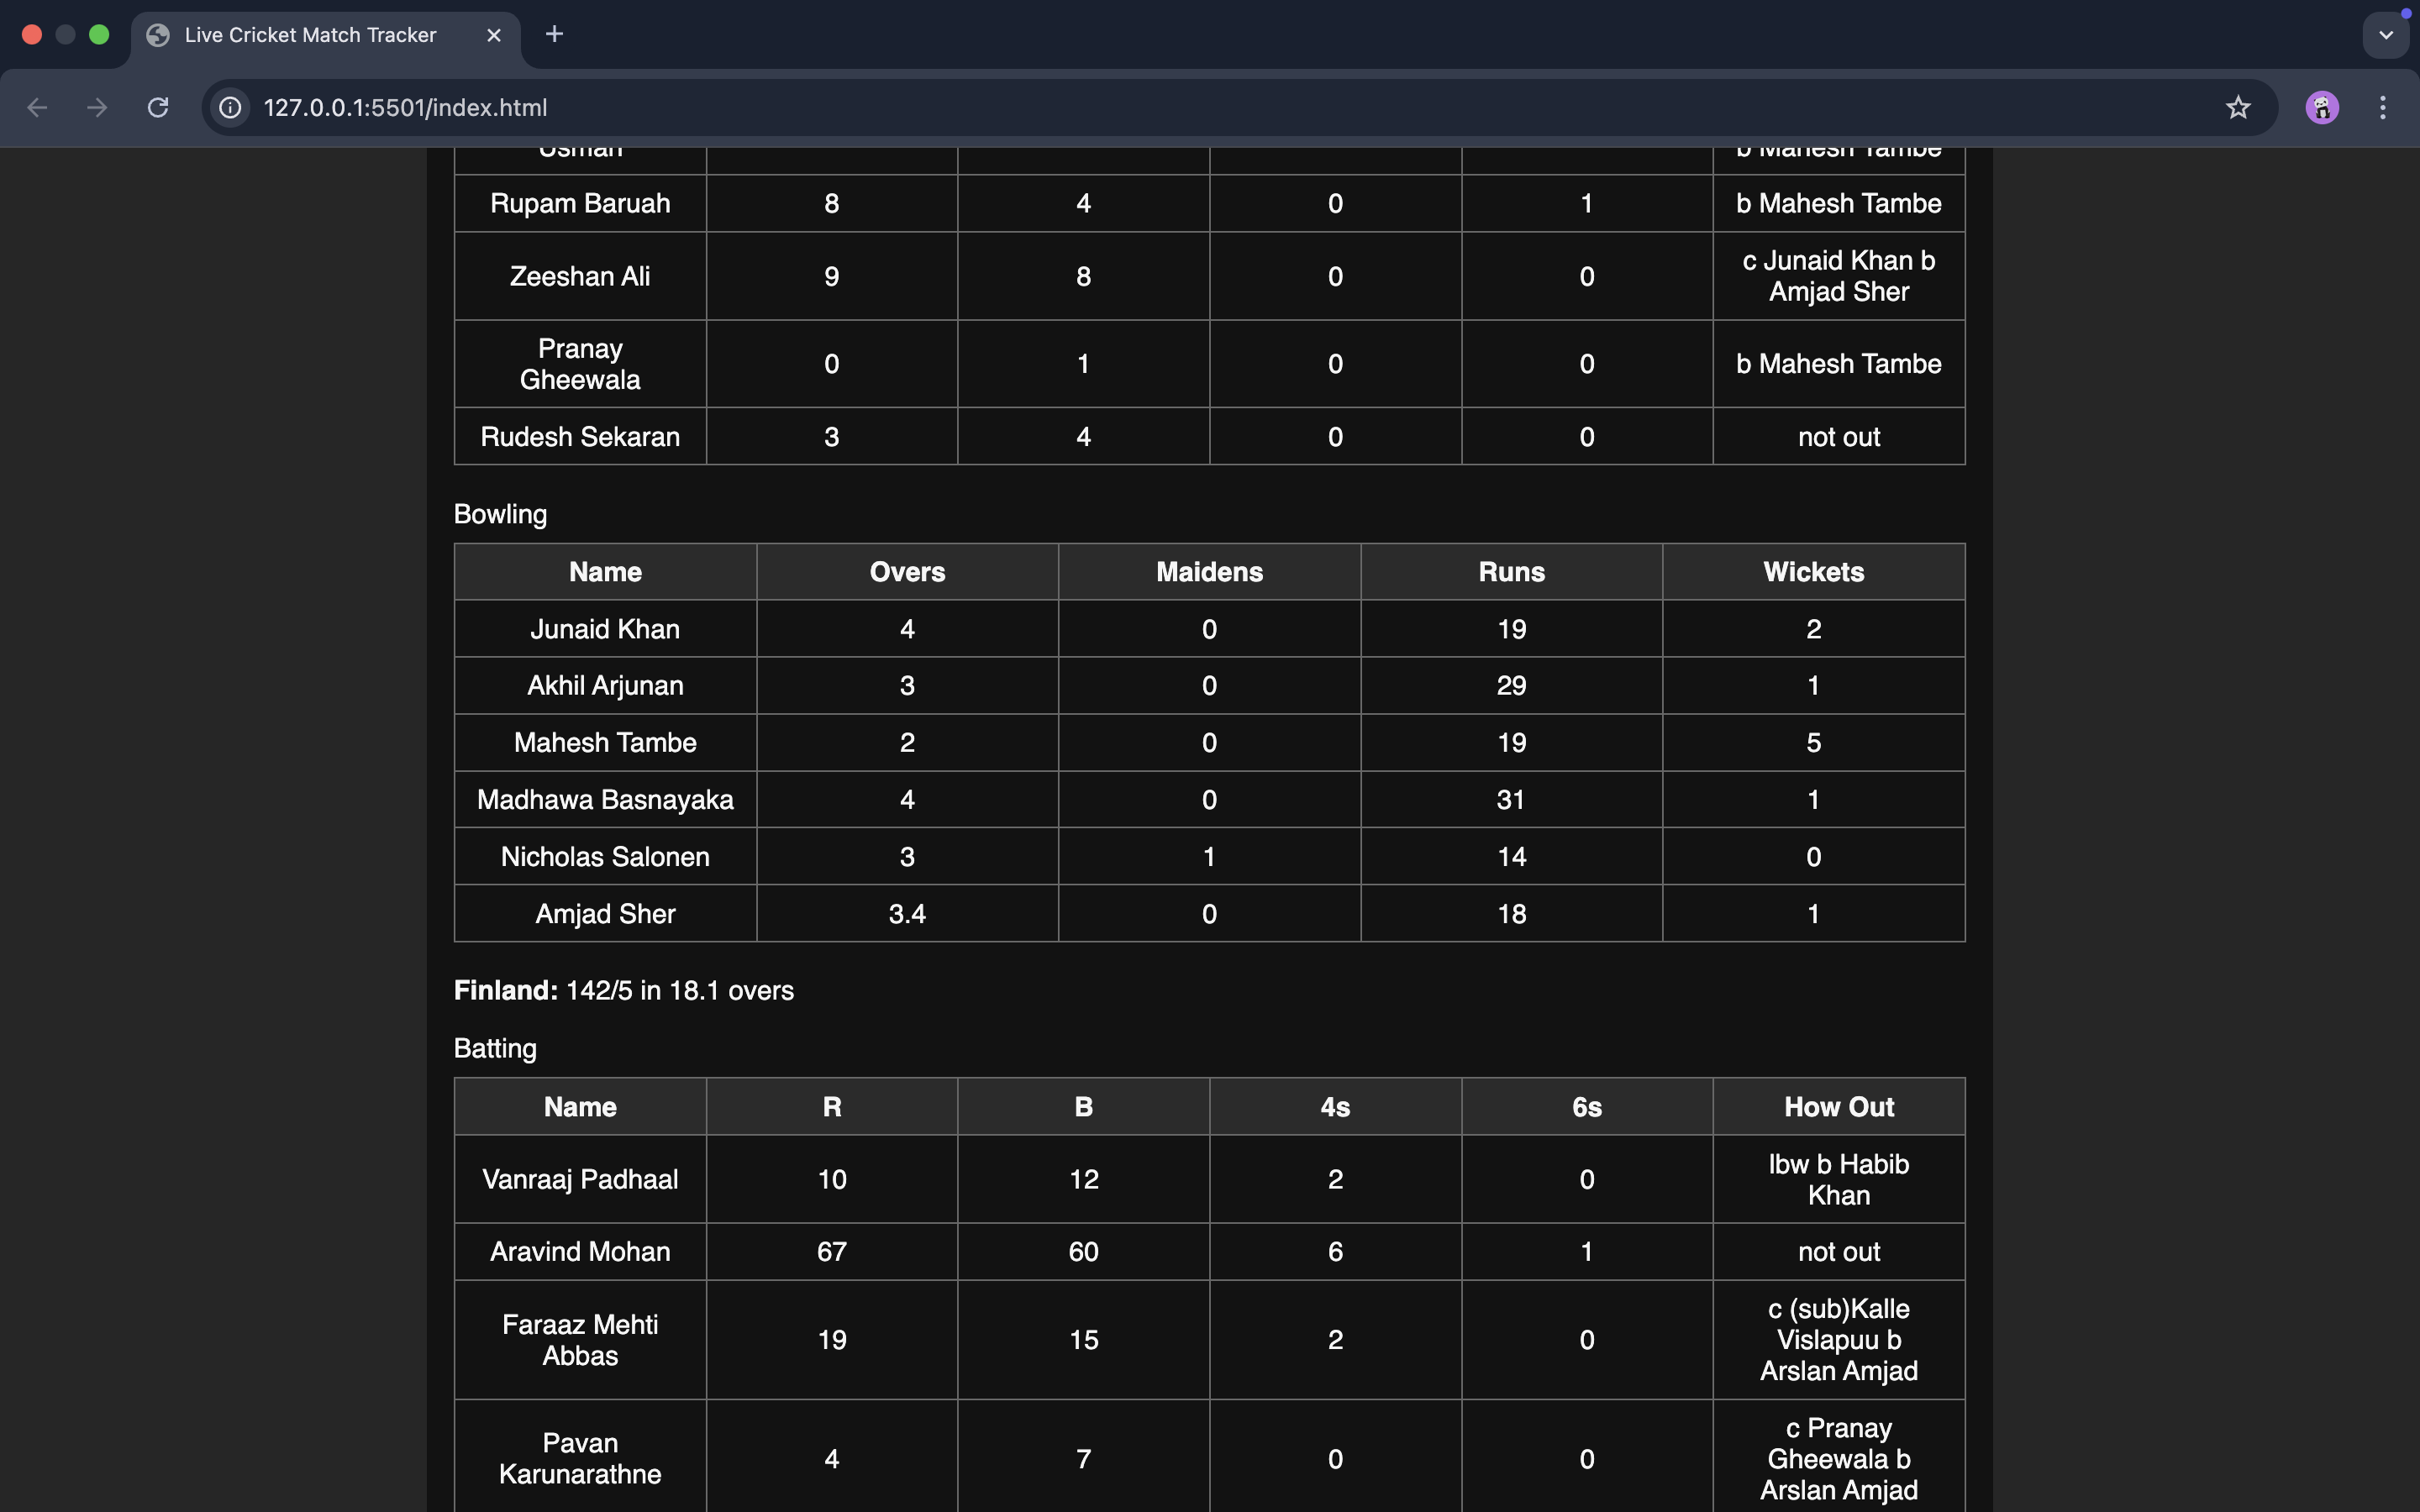 Live Cricket Match Tracker
127.0.0.1:5501/index.html
Usman b Mahesh Tambe
Rupam Baruah 8 4 0 1 b Mahesh Tambe
Zeeshan Ali 9 8 0 0 c Junaid Khan b
Amjad Sher
Pranay
Gheewala 0 1 0 0 b Mahesh Tambe
Rudesh Sekaran 3 4 0 0 not out
Bowling
Name Overs Maidens Runs Wickets
Junaid Khan 4 0 19 2
Akhil Arjunan 3 0 29 1
Mahesh Tambe 2 0 19 5
Madhawa Basnayaka 4 0 31 1
Nicholas Salonen 3 1 14 0
Amjad Sher 3.4 0 18 1
Finland: 142/5 in 18.1 overs
Batting
Name R B 4s 6s How Out
Vanraaj Padhaal 10 12 2 0 lbw b Habib
Khan
Aravind Mohan 67 60 6 1 not out
Faraaz Mehti
Abbas 19 15 2 0 c (sub)Kalle
Vislapuu b
Arslan Amjad
Pavan
Karunarathne 4 7 0 0 c Pranay
Gheewala b
Arslan Amjad